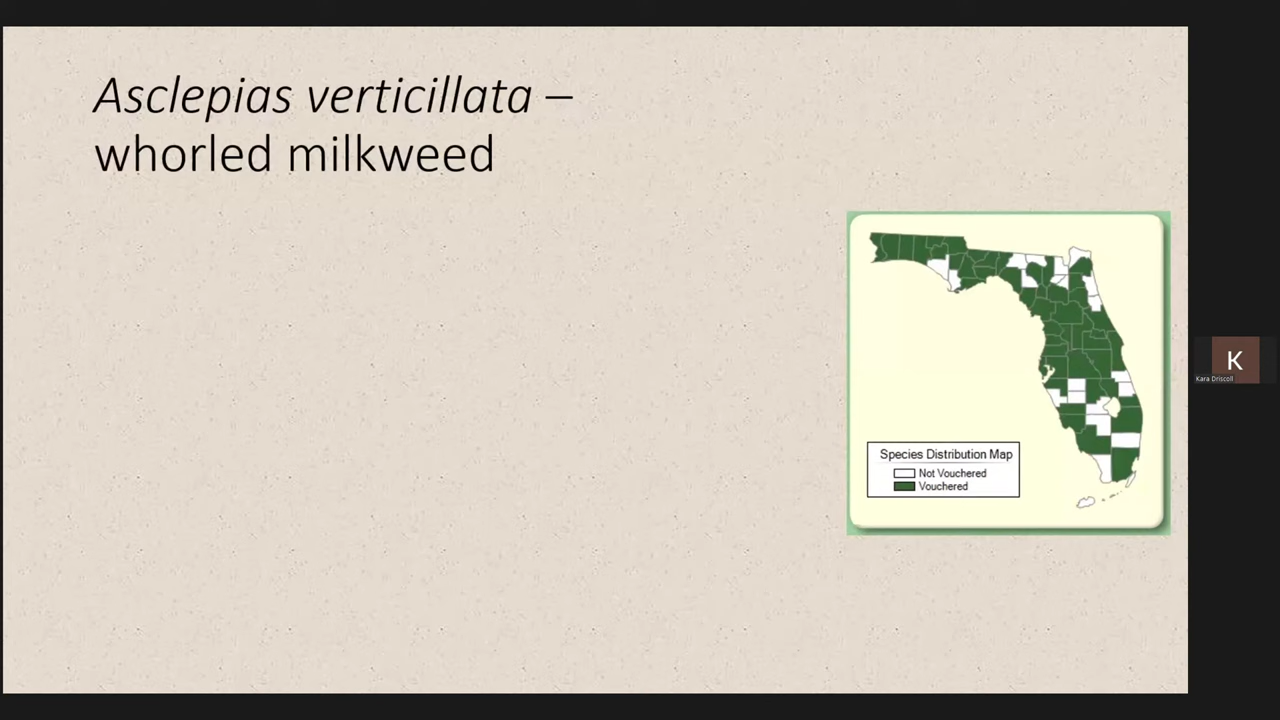 Asclepias verticillata –
whorled milkweed
Species Distribution Map
Not Vouchered
Vouchered
K
Kara Driscoll